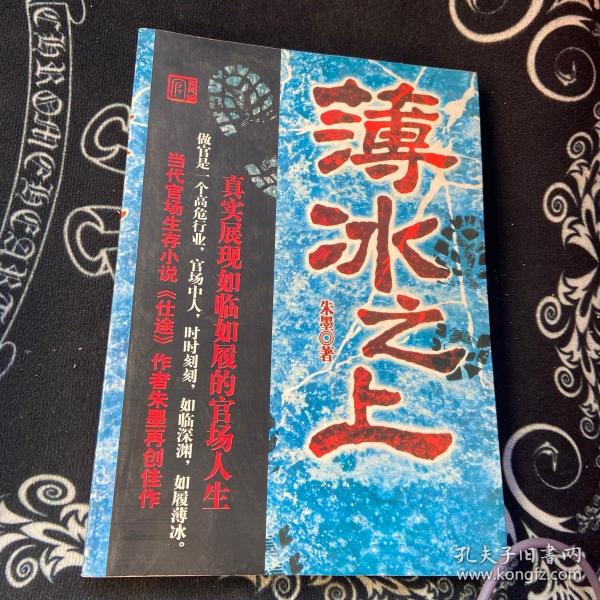 薄冰之上
朱墨◎著
真实展现如临如履的官场人生
做官是一个高危行业,官场中人,时时刻刻,如临深渊,如履薄冰。
当代官场生存小说《仕途》作者朱墨再创佳作
孔夫子旧书网
www.kongfz.com